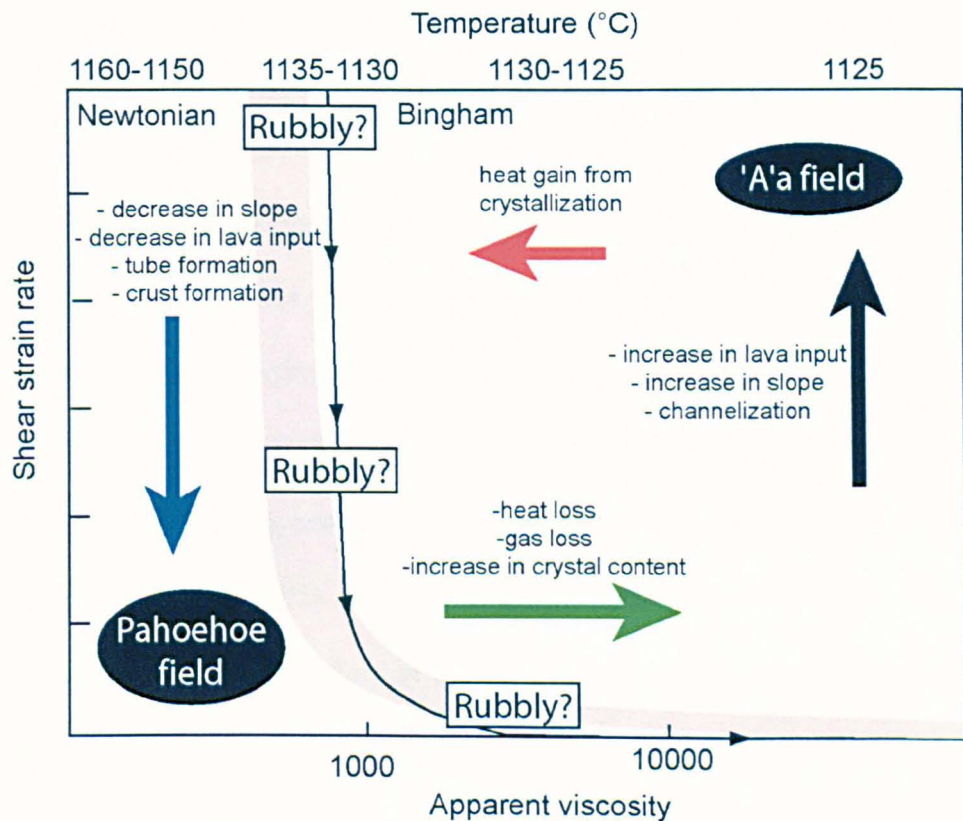 Temperature (°C)
1160-1150 1135-1130 1130-1125 1125
Newtonian
Rubbly?
Bingham
'A'a field
heat gain from
crystallization
- decrease in slope
- decrease in lava input
- tube formation
- crust formation
Shear strain rate
- increase in lava input
- increase in slope
- channelization
Rubbly?
-heat loss
-gas loss
-increase in crystal content
Pahoehoe
field
Rubbly?
1000 10000
Apparent viscosity